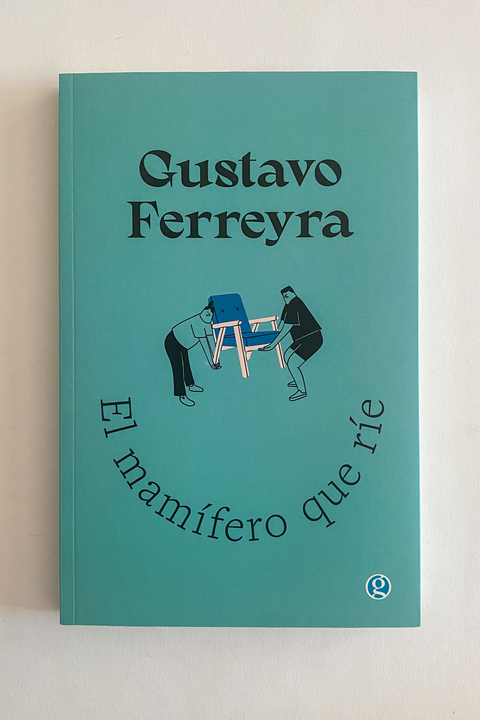 Gustavo
Ferreyra
El mamífero que ríe
g